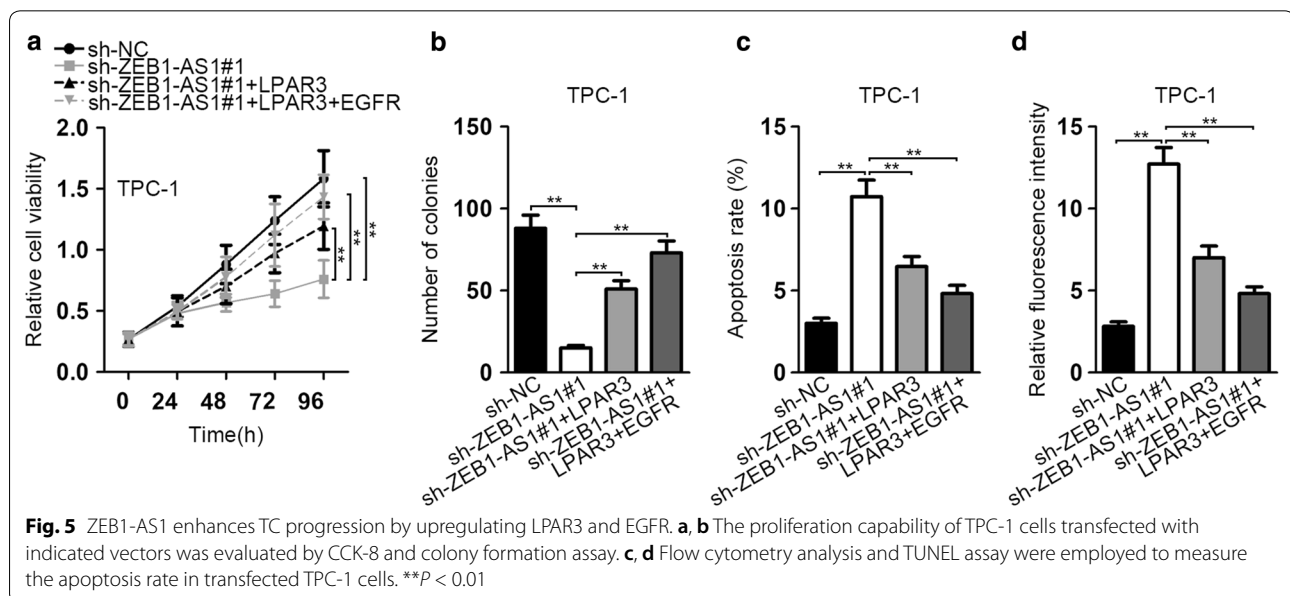 a
sh-NC
sh-ZEB1-AS1#1
sh-ZEB1-AS1#1+LPAR3
sh-ZEB1-AS1#1+LPAR3+EGFR
Relative cell viability
2.0
1.5
1.0
0.5
0.0
TPC-1
**
**
**
0 24 48 72 96
Time(h)
b
TPC-1
Number of colonies
150
100
50
0
**
**
**
sh-NC
sh-ZEB1-AS1#1
sh-ZEB1-AS1#1+LPAR3
sh-ZEB1-AS1#1+
LPAR3+EGFR
c
TPC-1
Apoptosis rate (%)
15
10
5
0
**
**
**
sh-NC
sh-ZEB1-AS1#1
sh-ZEB1-AS1#1+LPAR3
sh-ZEB1-AS1#1+
LPAR3+EGFR
d
TPC-1
Relative fluorescence intensity
15
10
5
0
**
**
**
sh-NC
sh-ZEB1-AS1#1
sh-ZEB1-AS1#1+LPAR3
sh-ZEB1-AS1#1+
LPAR3+EGFR
Fig. 5 ZEB1-AS1 enhances TC progression by upregulating LPAR3 and EGFR. a, b The proliferation capability of TPC-1 cells transfected with
indicated vectors was evaluated by CCK-8 and colony formation assay. c, d Flow cytometry analysis and TUNEL assay were employed to measure
the apoptosis rate in transfected TPC-1 cells. **P < 0.01